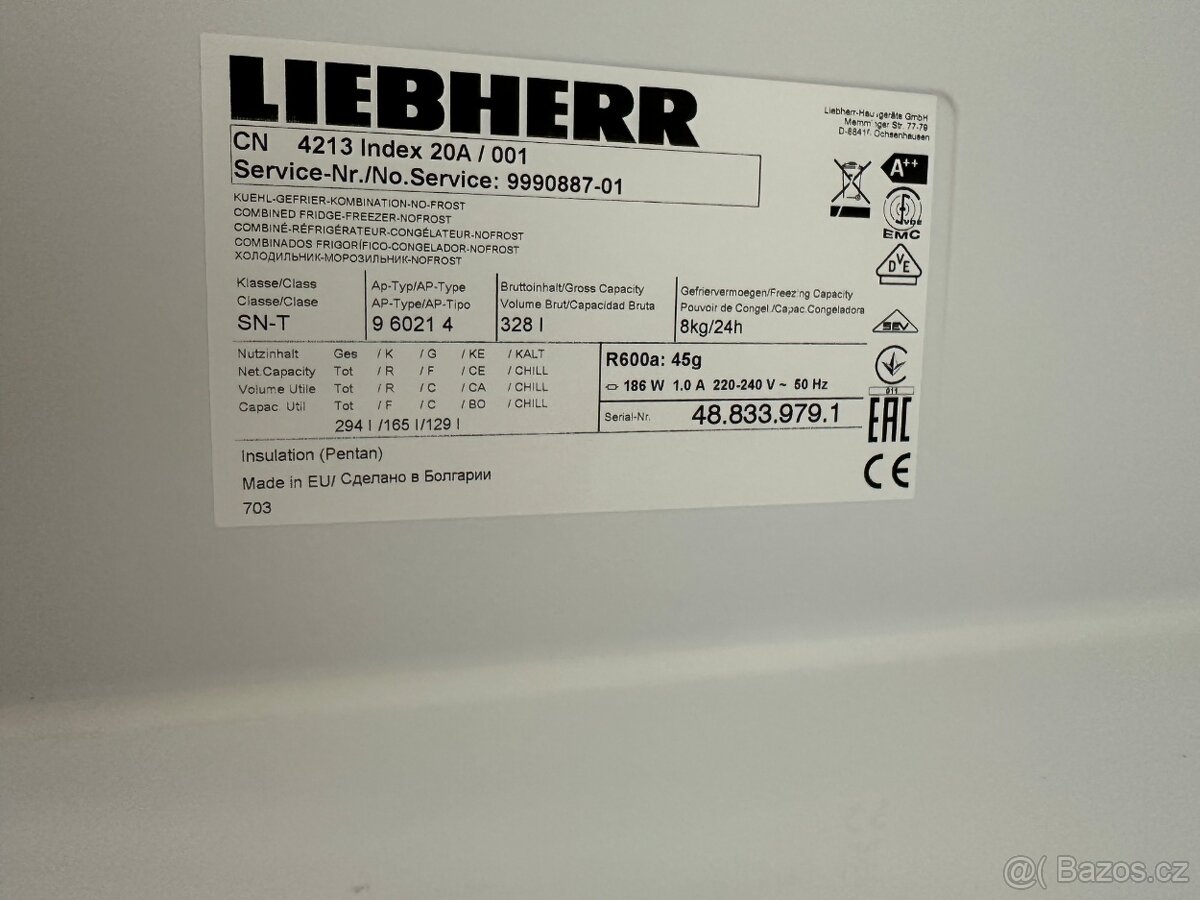 LIEBHERR
Liebherr-Hausgeräte GmbH
Memminger Str. 77-79
Ochsenhausen
CN 4213 Index 20A / 001
Service-Nr./No.Service: 9990887-01
A++
KUEHL-GEFRIER-KOMBINATION-NO-FROST
COMBINED FRIDGE-FREEZER-NOFROST
COMBINÉ-RÉFRIGÉRATEUR-CONGÉLATEUR-NOFROST
COMBINADOS FRIGORÍFICO-CONGELADOR-NOFROST
ХОЛОДИЛЬНИК-МОРОЗИЛЬНИК-NOFROST
VDE
EMC
DVE
Klasse/Class
Classe/Clase
SN-T
Ap-Typ/AP-Type
AP-Type/AP-Tipo
9 6021 4
Bruttoinhalt/Gross Capacity
Volume Brut/Capacidad Bruta
328 l
Gefriervermoegen/Freezing Capacity
Pouvoir de Congel./Capac.Congeladora
8kg/24h
SEV
Nutzinhalt Ges / K / G / KE / KALT
Net.Capacity Tot / R / F / CE / CHILL
Volume Utile Tot / R / C / CA / CHILL
Capac. Util Tot / F / C / BO / CHILL
294 l /165 l/129 l
R600a: 45g
186 W 1.0 A 220-240 V ~ 50 Hz
Serial-Nr. 48.833.979.1
011
EAC
CE
Insulation (Pentan)
Made in EU/ Сделано в Болгарии
703
@( Bazos.cz